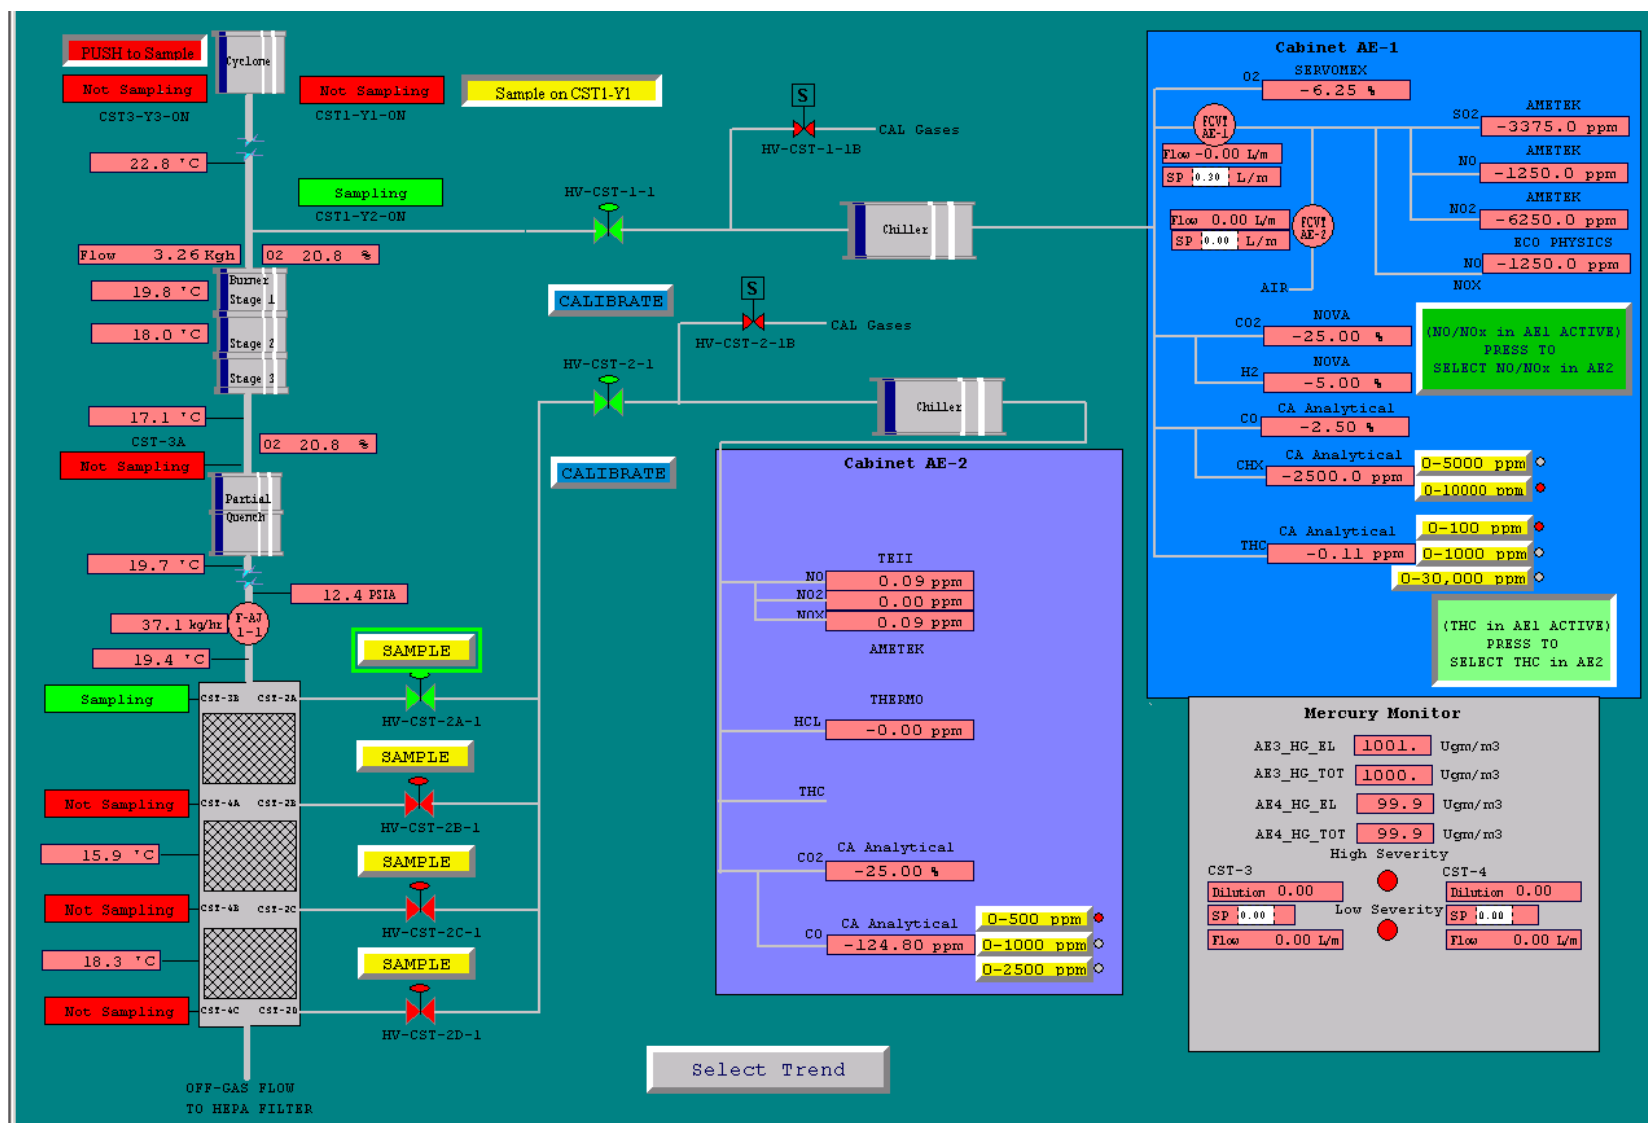 PUSH to Sample
Cyclone
Not Sampling
CST3-Y3-ON
Not Sampling
CST1-Y1-ON
Sample on CST1-Y1
22.8 °C
Sampling
CST1-Y2-ON
Flow 3.26 Kgh
O2 20.8 %
19.8 °C
Burner
Stage 1
18.0 °C
Stage 2
Stage 3
17.1 °C
CST-3A
O2 20.8 %
Not Sampling
Partial
Quench
19.7 °C
12.4 PSIA
37.1 kg/hr
F-AJ
1-1
19.4 °C
Sampling
CST-3B CST-2A
Not Sampling
CST-4A CST-2B
15.9 °C
Not Sampling
CST-4B CST-2C
18.3 °C
Not Sampling
CST-4C CST-2D
OFF-GAS FLOW
TO HEPA FILTER
SAMPLE
HV-CST-2A-1
SAMPLE
HV-CST-2B-1
SAMPLE
HV-CST-2C-1
SAMPLE
HV-CST-2D-1
S
CAL Gases
HV-CST-1-1B
HV-CST-1-1
Chiller
CALIBRATE
S
CAL Gases
HV-CST-2-1B
HV-CST-2-1
Chiller
CALIBRATE
Cabinet AE-2
TEII
NO 0.09 ppm
NO2 0.00 ppm
NOX 0.09 ppm
AMETEK
THERMO
HCL -0.00 ppm
THC
CA Analytical
CO2 -25.00 %
CA Analytical
CO -124.80 ppm
0-500 ppm
0-1000 ppm
0-2500 ppm
Select Trend
Cabinet AE-1
SERVOMEX
O2 -6.25 %
FCVT
AE-1
Flow -0.00 L/m
SP 0.30 L/m
Flow 0.00 L/m
SP 0.00 L/m
FCVT
AE-2
AIR
AMETEK
SO2 -3375.0 ppm
AMETEK
NO -1250.0 ppm
AMETEK
NO2 -6250.0 ppm
ECO PHYSICS
NO -1250.0 ppm
NOX
NOVA
CO2 -25.00 %
NOVA
H2 -5.00 %
(NO/NOx in AE1 ACTIVE)
PRESS TO
SELECT NO/NOx in AE2
CA Analytical
CO -2.50 %
CA Analytical
CHX -2500.0 ppm
0-5000 ppm
0-10000 ppm
CA Analytical
THC -0.11 ppm
0-100 ppm
0-1000 ppm
0-30,000 ppm
(THC in AE1 ACTIVE)
PRESS TO
SELECT THC in AE2
Mercury Monitor
AE3_HG_EL 1001. Ugm/m3
AE3_HG_TOT 1000. Ugm/m3
AE4_HG_EL 99.9 Ugm/m3
AE4_HG_TOT 99.9 Ugm/m3
High Severity
CST-3
Dilution 0.00
SP 0.00
Flow 0.00 L/m
Low Severity
CST-4
Dilution 0.00
SP 0.00
Flow 0.00 L/m